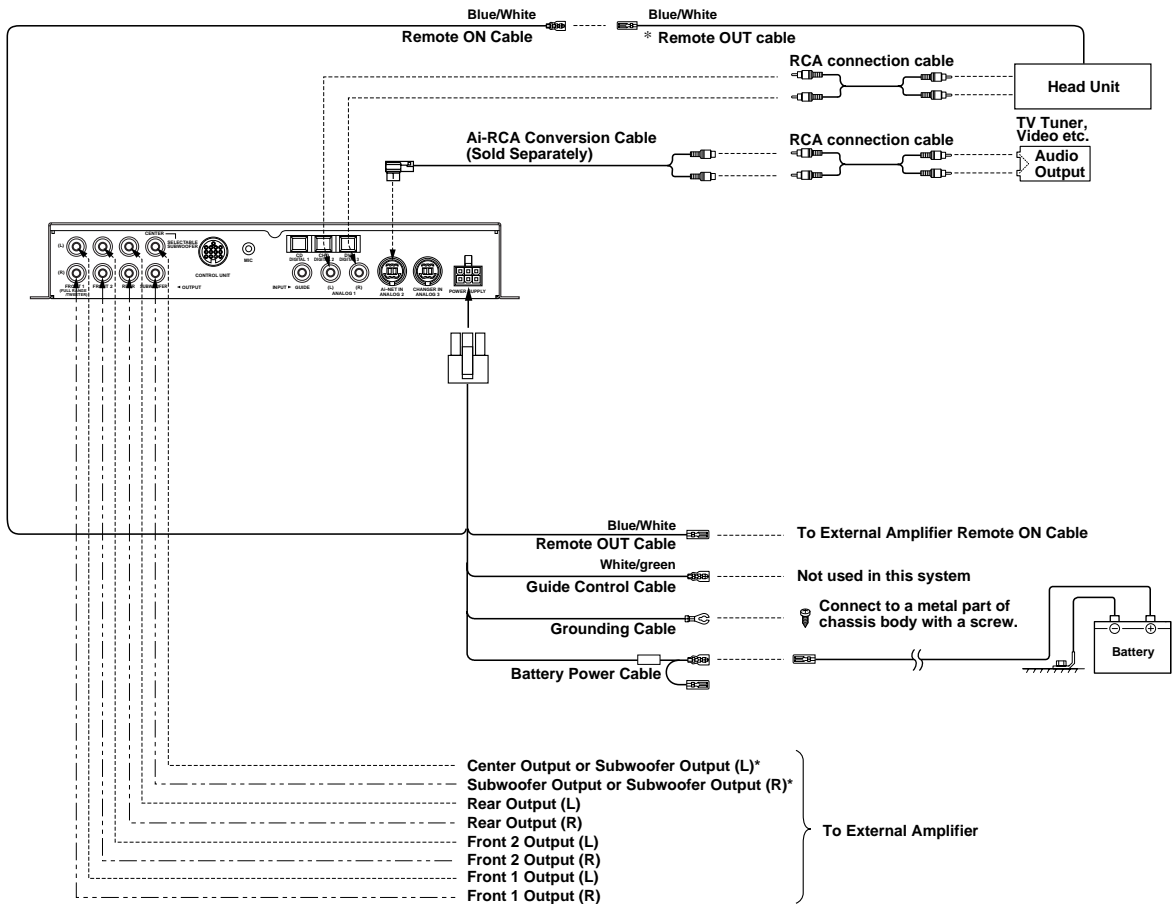 Blue/White
Blue/White
Remote ON Cable
* Remote OUT cable
RCA connection cable
Head Unit
TV Tuner,
Video etc.
Ai-RCA Conversion Cable
(Sold Separately)
RCA connection cable
Audio
Output
CENTER
SELECTABLE
SUBWOOFER
(L)
(R)
CONTROL UNIT
MIC
CD
DIGITAL 1
DIGITAL 2
DIGITAL 3
FRONT 1
(FULL RANGE
/TWEETER)
FRONT 2
REAR
SUBWOOFER
◄ OUTPUT
INPUT ►
GUIDE
(L)
(R)
ANALOG 1
Ai-NET IN
ANALOG 2
CHANGER IN
ANALOG 3
POWER SUPPLY
Blue/White
Remote OUT Cable
To External Amplifier Remote ON Cable
White/green
Guide Control Cable
Not used in this system
Grounding Cable
Connect to a metal part of
chassis body with a screw.
Battery Power Cable
Battery
Center Output or Subwoofer Output (L)*
Subwoofer Output or Subwoofer Output (R)*
Rear Output (L)
Rear Output (R)
Front 2 Output (L)
Front 2 Output (R)
Front 1 Output (L)
Front 1 Output (R)
To External Amplifier